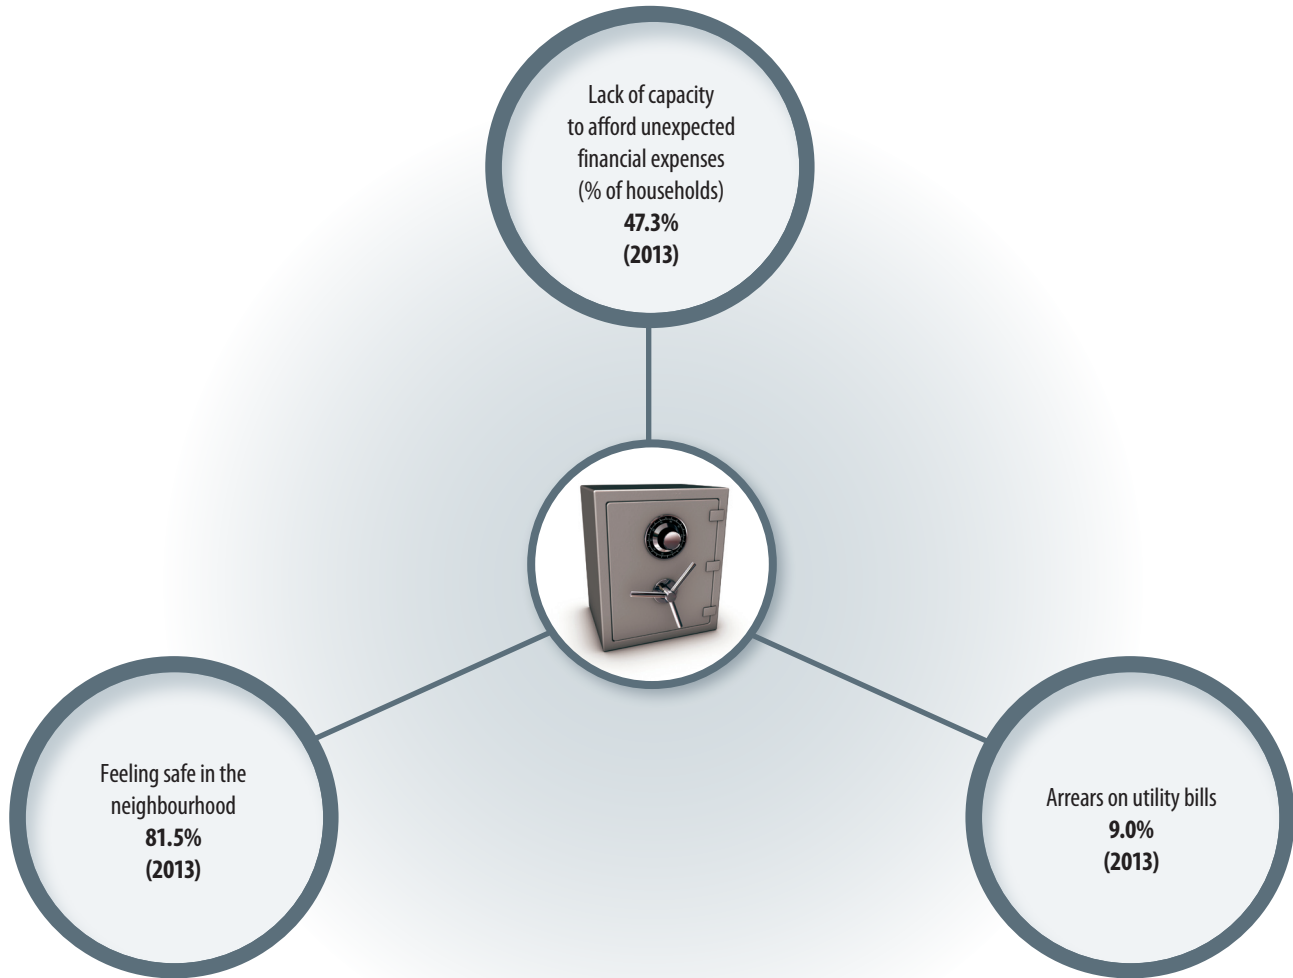 Lack of capacity
to afford unexpected
financial expenses
(% of households)
47.3%
(2013)
Feeling safe in the
neighbourhood
81.5%
(2013)
Arrears on utility bills
9.0%
(2013)